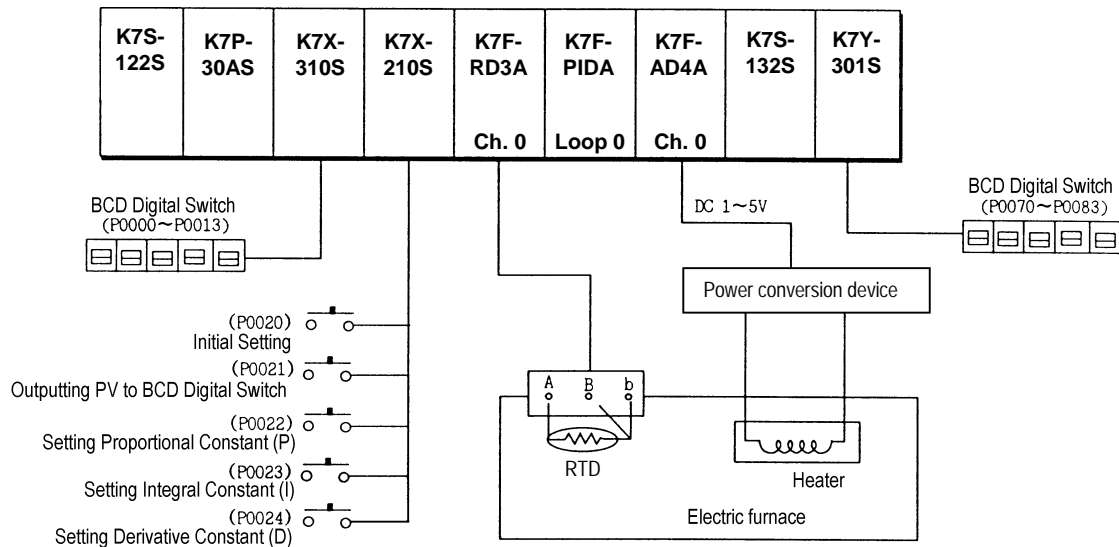 K7S-
122S
K7P-
30AS
K7X-
310S
K7X-
210S
K7F-
RD3A
Ch. 0
K7F-
PIDA
Loop 0
K7F-
AD4A
Ch. 0
K7S-
132S
K7Y-
301S
BCD Digital Switch
(P0000~P0013)
DC 1~5V
BCD Digital Switch
(P0070~P0083)
Power conversion device
(P0020)
Initial Setting
(P0021)
Outputting PV to BCD Digital Switch
(P0022)
Setting Proportional Constant (P)
(P0023)
Setting Integral Constant (I)
(P0024)
Setting Derivative Constant (D)
A B b
RTD
Heater
Electric furnace